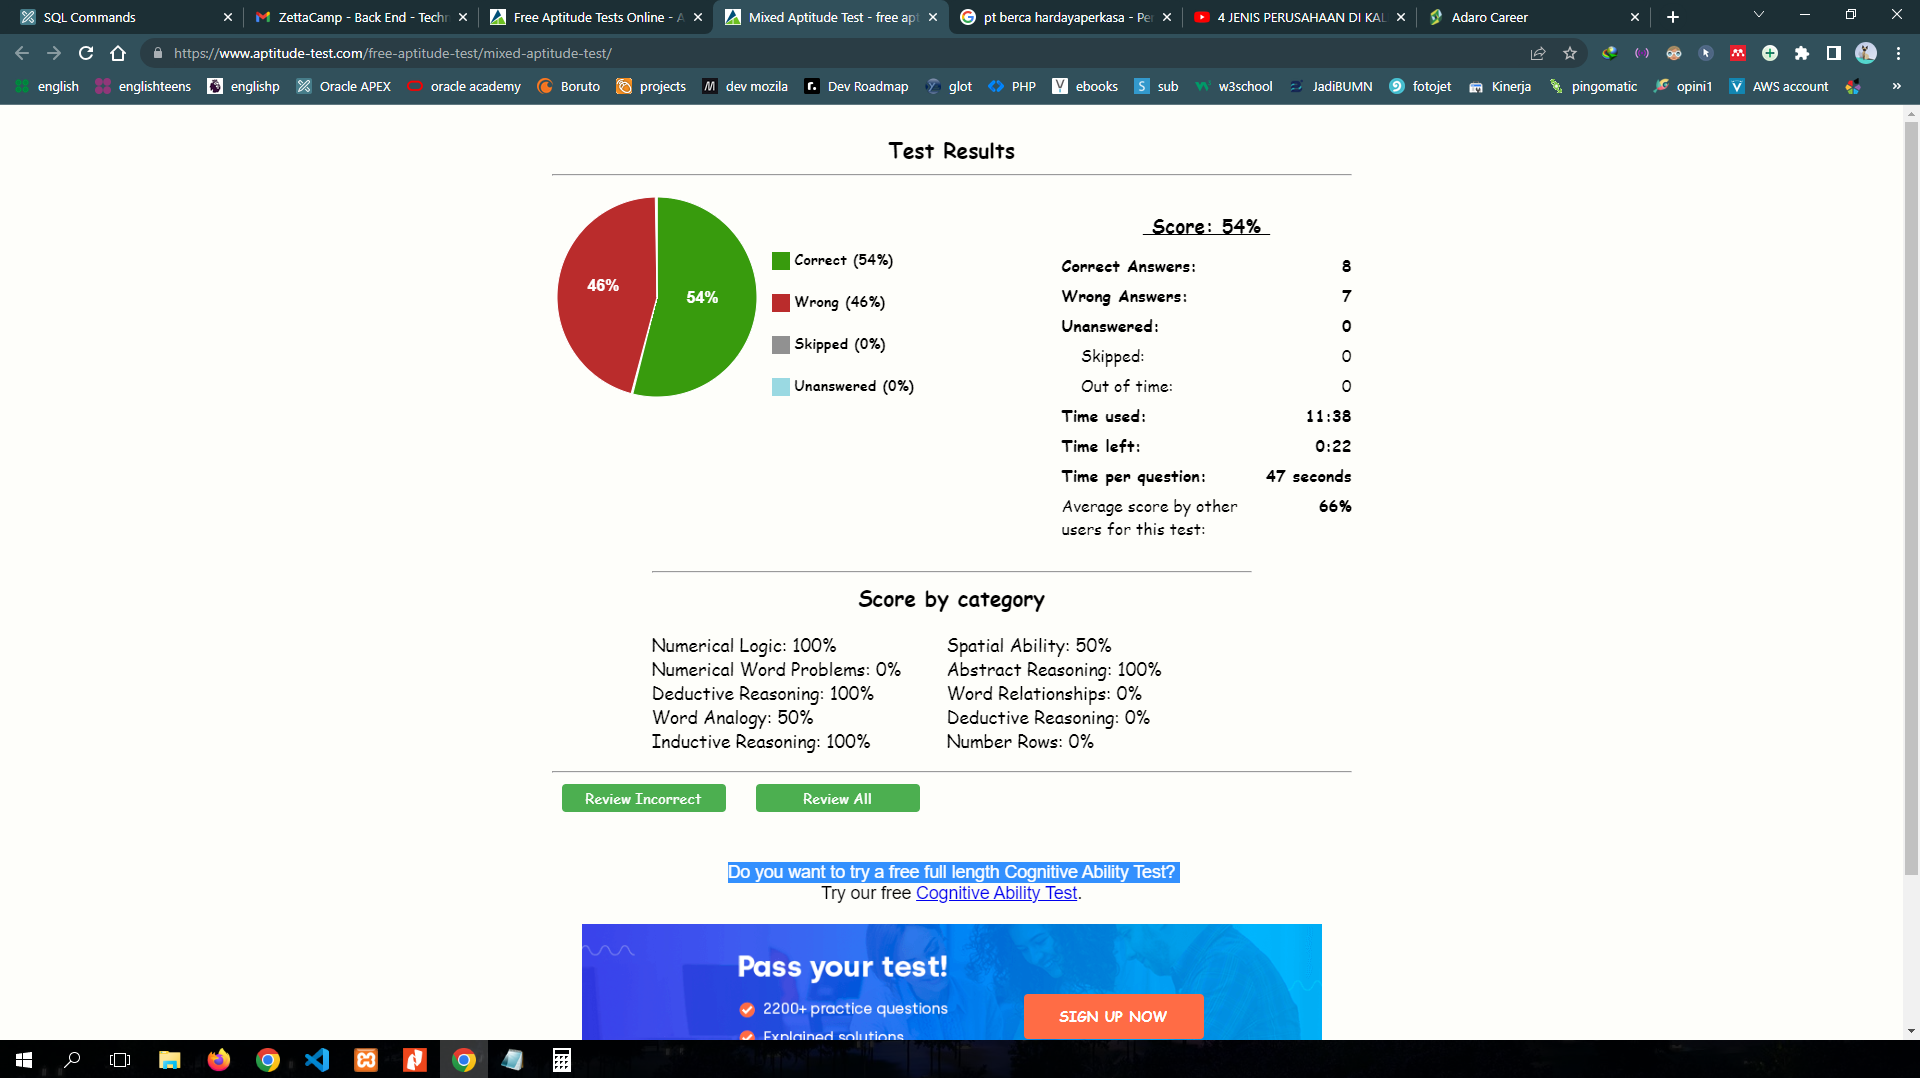 SQL Commands
ZettaCamp - Back End - Techn
Free Aptitude Tests Online - A
Mixed Aptitude Test - free apt
pt berca hardayaperkasa - Pe
4 JENIS PERUSAHAAN DI KAL
Adaro Career
https://www.aptitude-test.com/free-aptitude-test/mixed-aptitude-test/
english
englishteens
englishp
Oracle APEX
oracle academy
Boruto
projects
dev mozila
Dev Roadmap
glot
PHP
ebooks
sub
w3school
JadiBUMN
fotojet
Kinerja
pingomatic
opini1
AWS account
»
Test Results
46%
54%
Correct (54%)
Wrong (46%)
Skipped (0%)
Unanswered (0%)
Score: 54%
Correct Answers: 8
Wrong Answers: 7
Unanswered: 0
Skipped: 0
Out of time: 0
Time used: 11:38
Time left: 0:22
Time per question: 47 seconds
Average score by other 66%
users for this test:
Score by category
Numerical Logic: 100%
Numerical Word Problems: 0%
Deductive Reasoning: 100%
Word Analogy: 50%
Inductive Reasoning: 100%
Spatial Ability: 50%
Abstract Reasoning: 100%
Word Relationships: 0%
Deductive Reasoning: 0%
Number Rows: 0%
Review Incorrect
Review All
Do you want to try a free full length Cognitive Ability Test?
Try our free Cognitive Ability Test.
Pass your test!
2200+ practice questions
Explained solutions
SIGN UP NOW